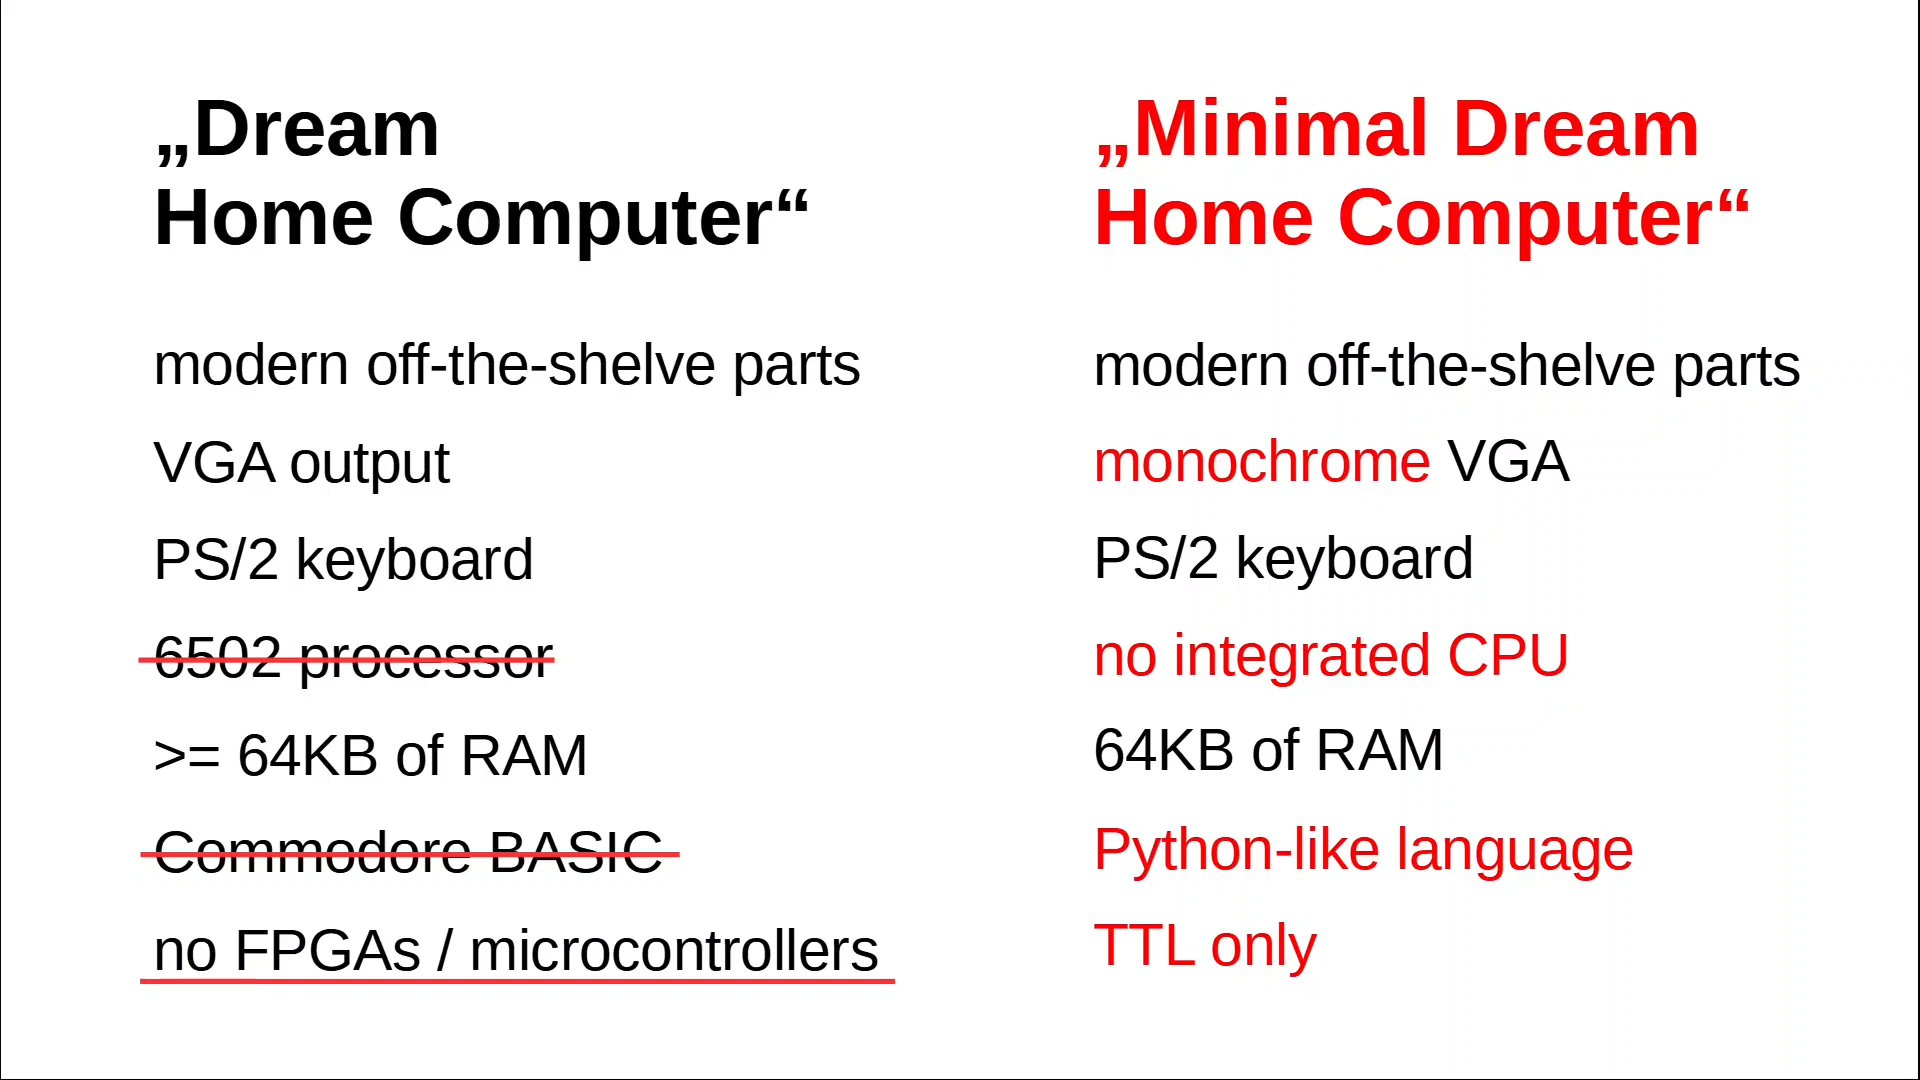 „Dream
Home Computer“
modern off-the-shelve parts
VGA output
PS/2 keyboard
6502 processor
>= 64KB of RAM
Commodore BASIC
no FPGAs / microcontrollers
„Minimal Dream
Home Computer“
modern off-the-shelve parts
monochrome VGA
PS/2 keyboard
no integrated CPU
64KB of RAM
Python-like language
TTL only